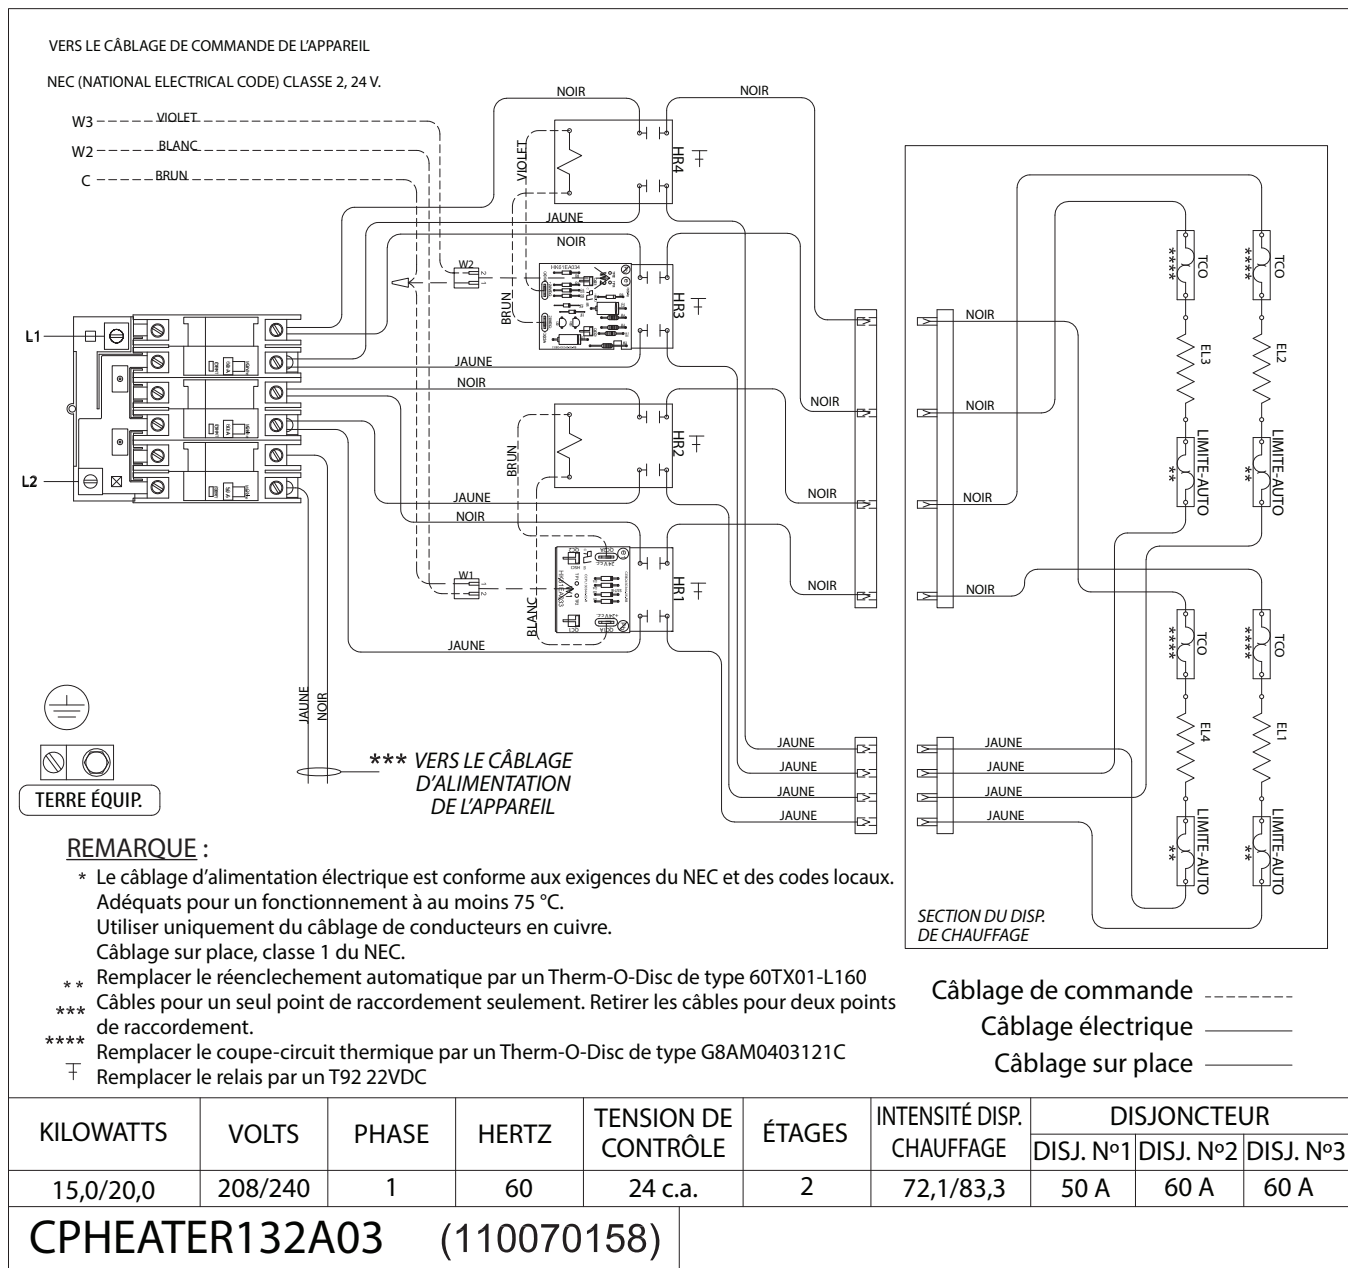 VERS LE CÂBLAGE DE COMMANDE DE L'APPAREIL
NEC (NATIONAL ELECTRICAL CODE) CLASSE 2, 24 V.
W3 VIOLET
W2 BLANC
C BRUN
NOIR
NOIR
VIOLET
HR4
JAUNE
NOIR
W2
2
1
HK61EA034
BRUN
HR3
L1
JAUNE
NOIR
L2
BRUN
HR2
JAUNE
NOIR
W1
1
2
BLANC
HR1
JAUNE
JAUNE
NOIR
NOIR
NOIR
NOIR
NOIR
NOIR
NOIR
NOIR
JAUNE
JAUNE
JAUNE
JAUNE
JAUNE
JAUNE
JAUNE
JAUNE
TCO
****
TCO
****
EL3
EL2
LIMITE-AUTO
**
LIMITE-AUTO
**
TCO
****
TCO
****
EL4
EL1
LIMITE-AUTO
**
LIMITE-AUTO
**
SECTION DU DISP.
DE CHAUFFAGE
*** VERS LE CÂBLAGE
D'ALIMENTATION
DE L'APPAREIL
TERRE ÉQUIP.
REMARQUE :
* Le câblage d'alimentation électrique est conforme aux exigences du NEC et des codes locaux.
Adéquats pour un fonctionnement à au moins 75 °C.
Utiliser uniquement du câblage de conducteurs en cuivre.
Câblage sur place, classe 1 du NEC.
** Remplacer le réenclechement automatique par un Therm-O-Disc de type 60TX01-L160
*** Câbles pour un seul point de raccordement seulement. Retirer les câbles pour deux points
de raccordement.
**** Remplacer le coupe-circuit thermique par un Therm-O-Disc de type G8AM0403121C
Remplacer le relais par un T92 22VDC
Câblage de commande
Câblage électrique
Câblage sur place
KILOWATTS VOLTS PHASE HERTZ TENSION DE CONTRÔLE ÉTAGES INTENSITÉ DISP. CHAUFFAGE DISJONCTEUR
DISJ. Nº1 DISJ. Nº2 DISJ. Nº3
15,0/20,0 208/240 1 60 24 c.a. 2 72,1/83,3 50 A 60 A 60 A
CPHEATER132A03 (110070158)